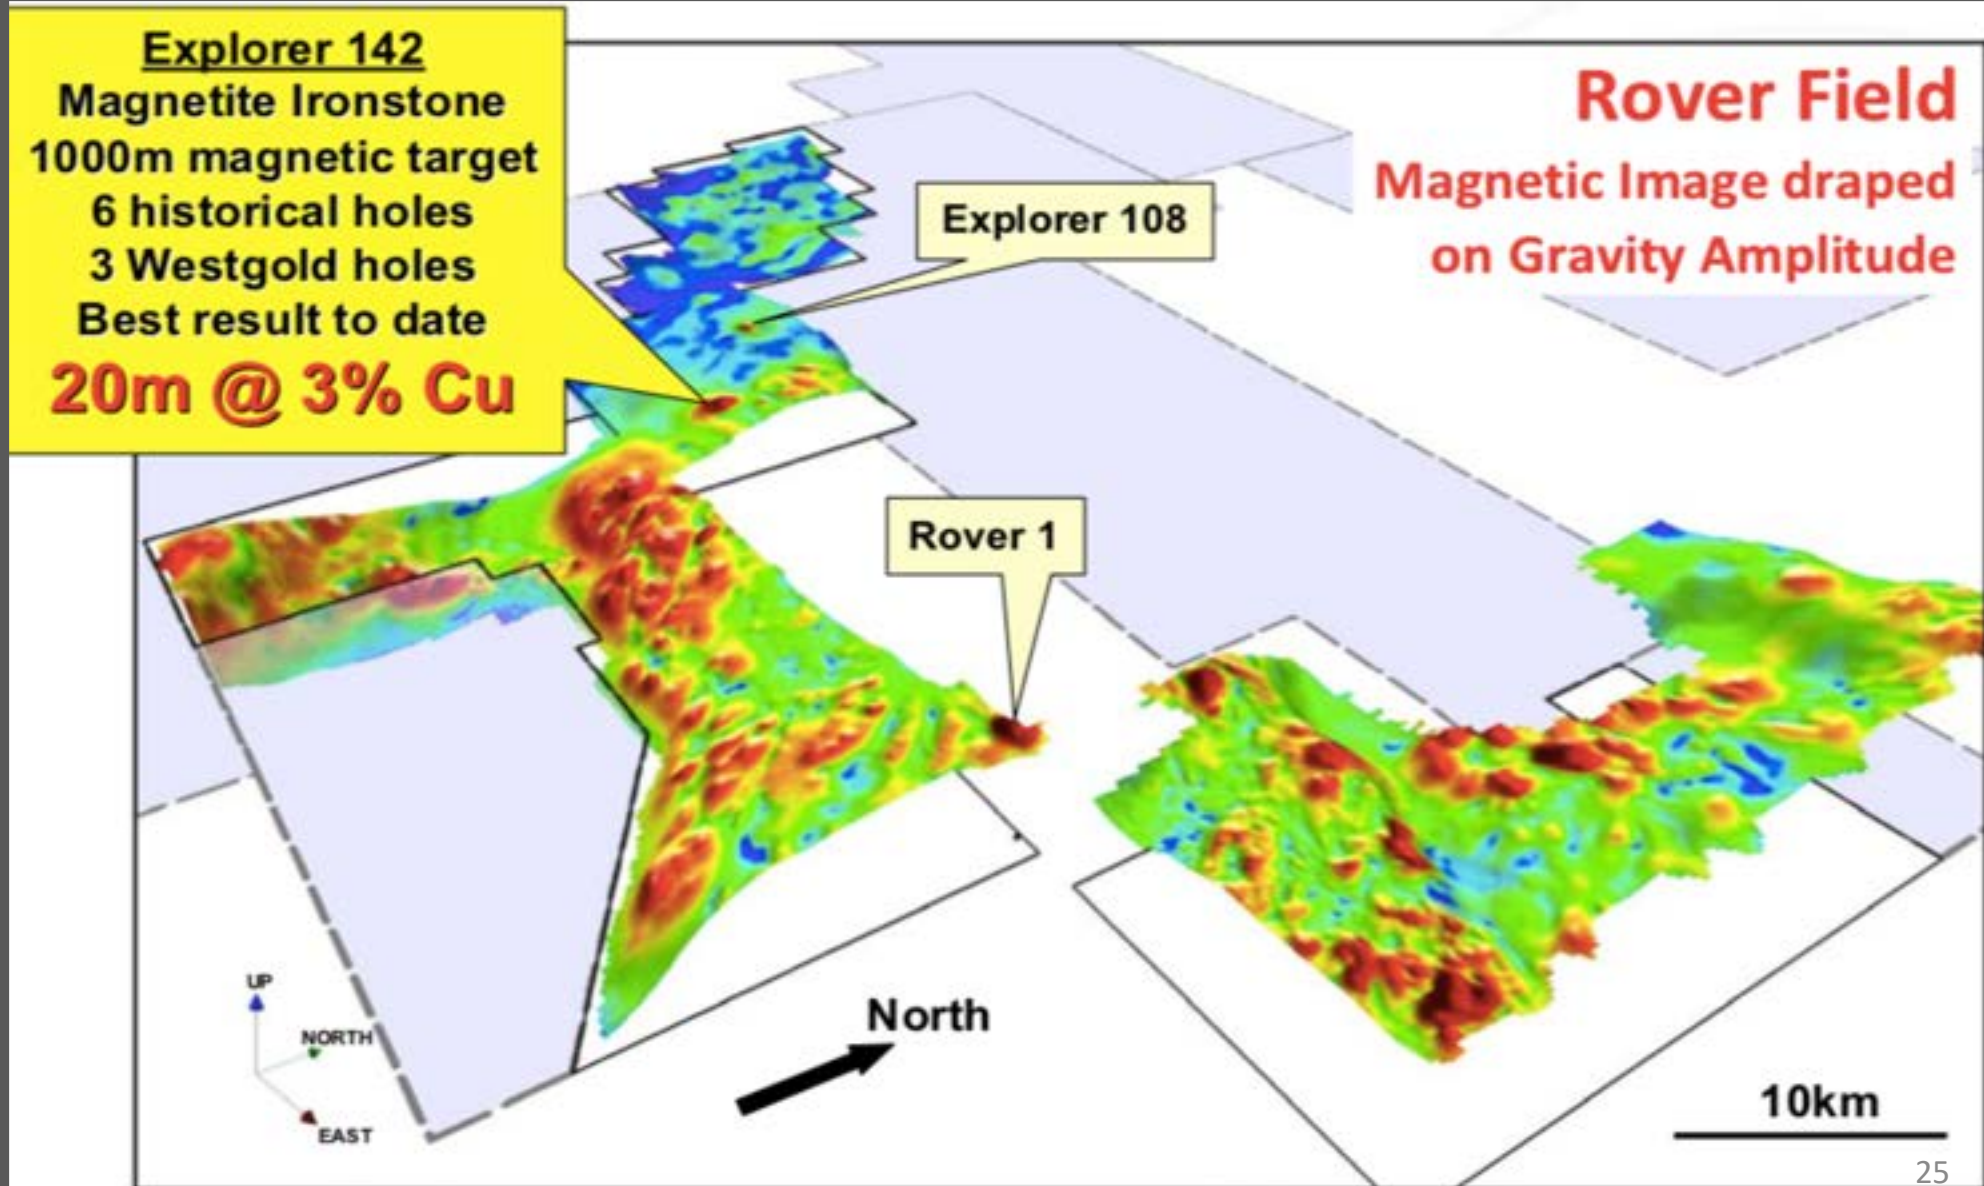 Explorer 142
Magnetite Ironstone
1000m magnetic target
6 historical holes
3 Westgold holes
Best result to date
20m @ 3% Cu
Rover Field
Magnetic Image draped
on Gravity Amplitude
Explorer 108
Rover 1
UP
NORTH
EAST
North
10km
25